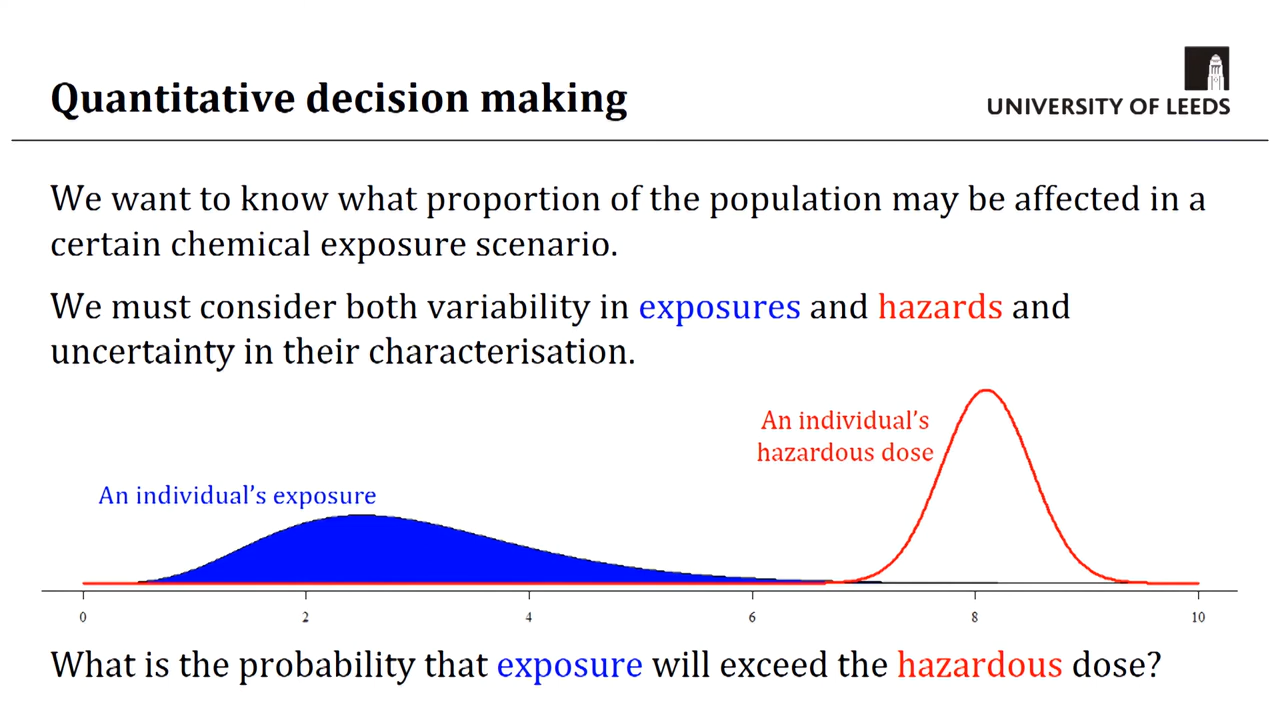 Quantitative decision making
UNIVERSITY OF LEEDS
We want to know what proportion of the population may be affected in a
certain chemical exposure scenario.
We must consider both variability in exposures and hazards and
uncertainty in their characterisation.
An individual's
hazardous dose
An individual's exposure
0 2 4 6 8 10
What is the probability that exposure will exceed the hazardous dose?